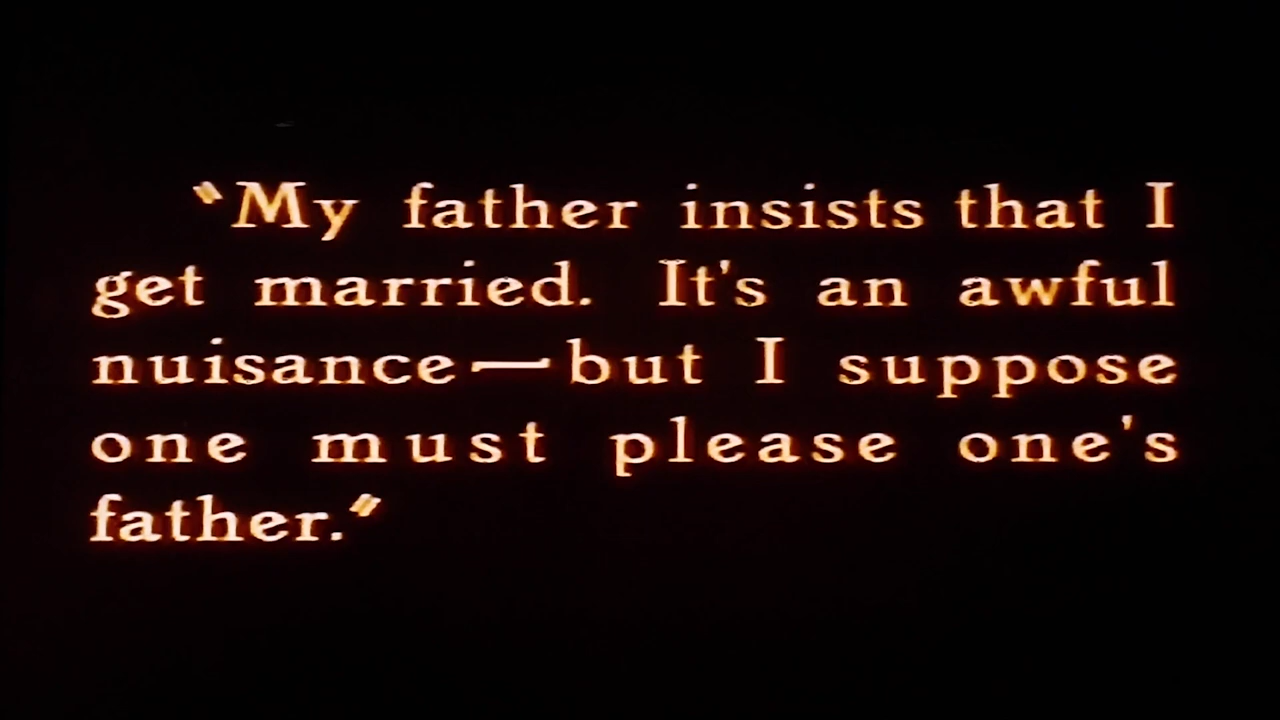 "My father insists that I
get married. It's an awful
nuisance—but I suppose
one must please one's
father."